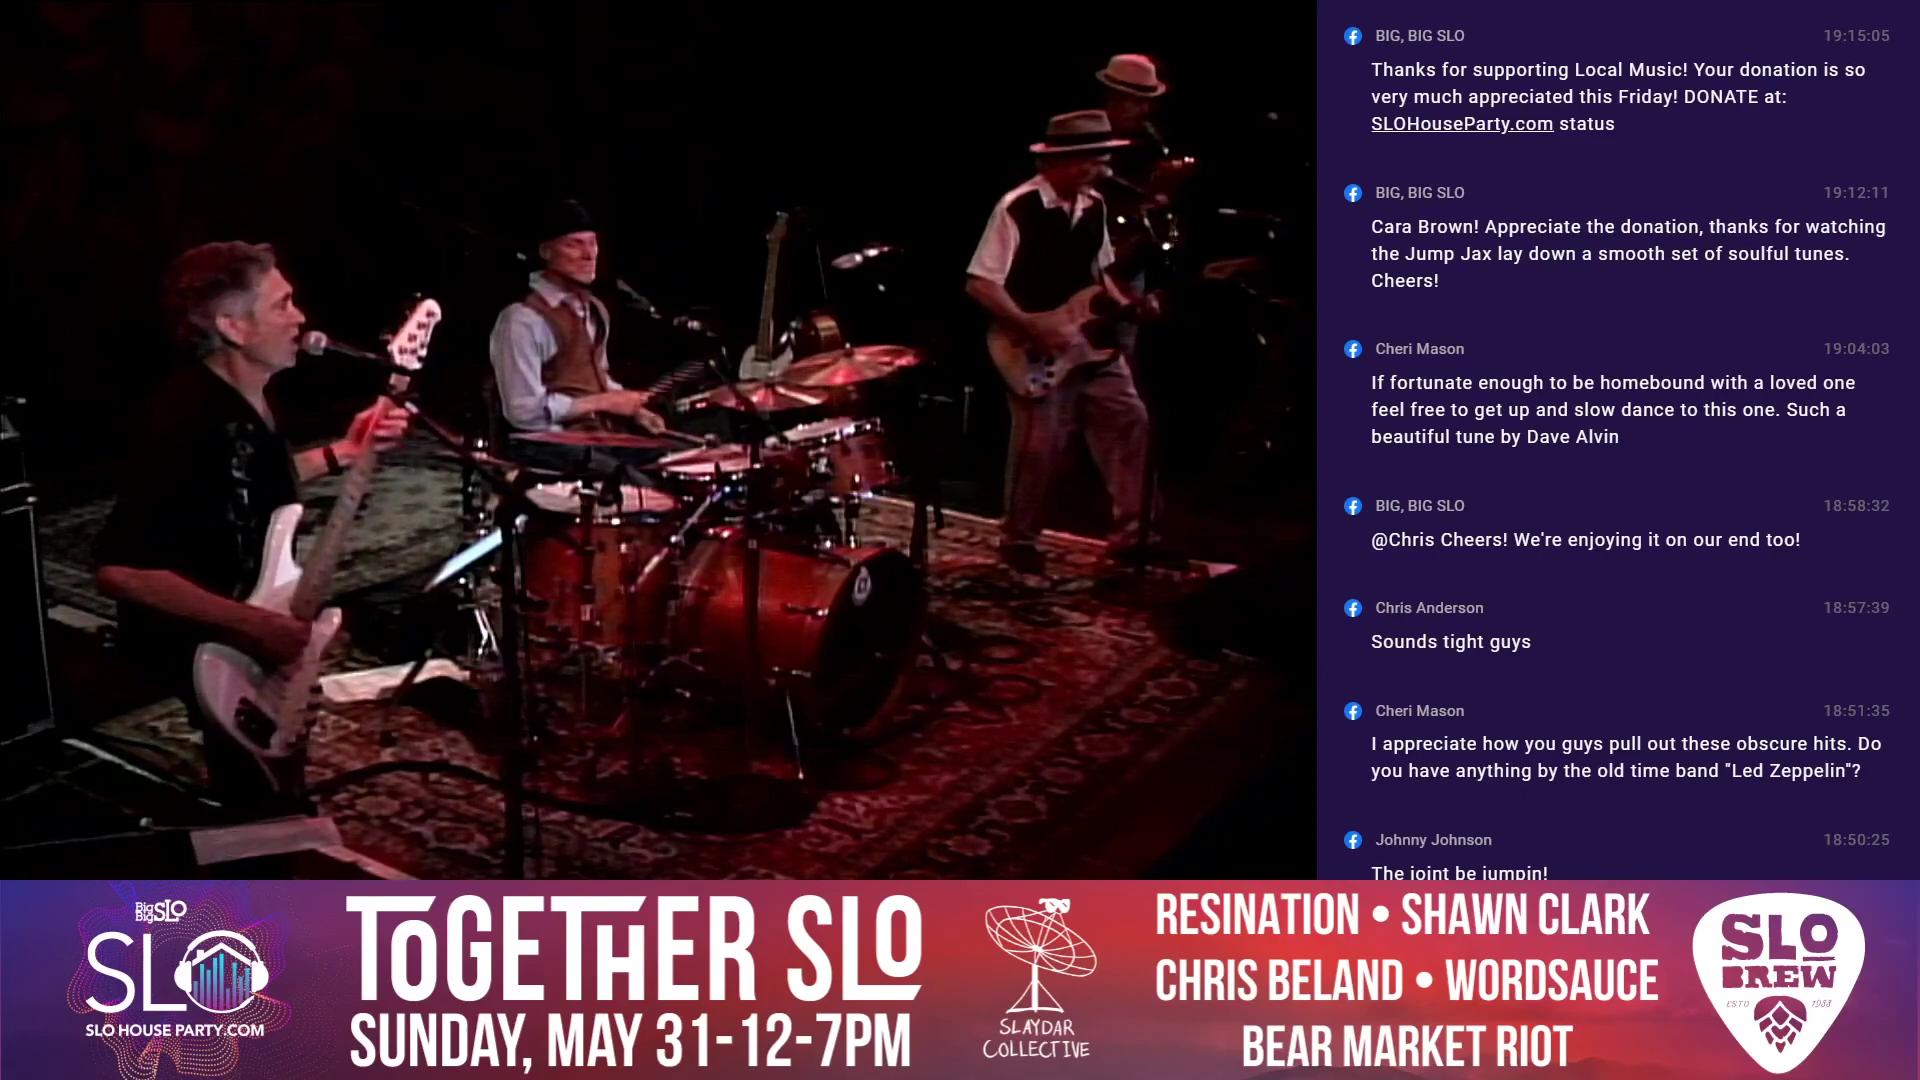 BIG, BIG SLO 19:15:05
Thanks for supporting Local Music! Your donation is so
very much appreciated this Friday! DONATE at:
SLOHouseParty.com status
BIG, BIG SLO 19:12:11
Cara Brown! Appreciate the donation, thanks for watching
the Jump Jax lay down a smooth set of soulful tunes.
Cheers!
Cheri Mason 19:04:03
If fortunate enough to be homebound with a loved one
feel free to get up and slow dance to this one. Such a
beautiful tune by Dave Alvin
BIG, BIG SLO 18:58:32
@Chris Cheers! We're enjoying it on our end too!
Chris Anderson 18:57:39
Sounds tight guys
Cheri Mason 18:51:35
I appreciate how you guys pull out these obscure hits. Do
you have anything by the old time band "Led Zeppelin"?
Johnny Johnson 18:50:25
The joint be jumpin!
Big Big SLO
SLO
SLO HOUSE PARTY.COM
TOGETHER SLO
SUNDAY, MAY 31-12-7PM
SLAYDAR
COLLECTIVE
RESINATION • SHAWN CLARK
CHRIS BELAND • WORDSAUCE
BEAR MARKET RIOT
SLO
BREW
ESTD 1988